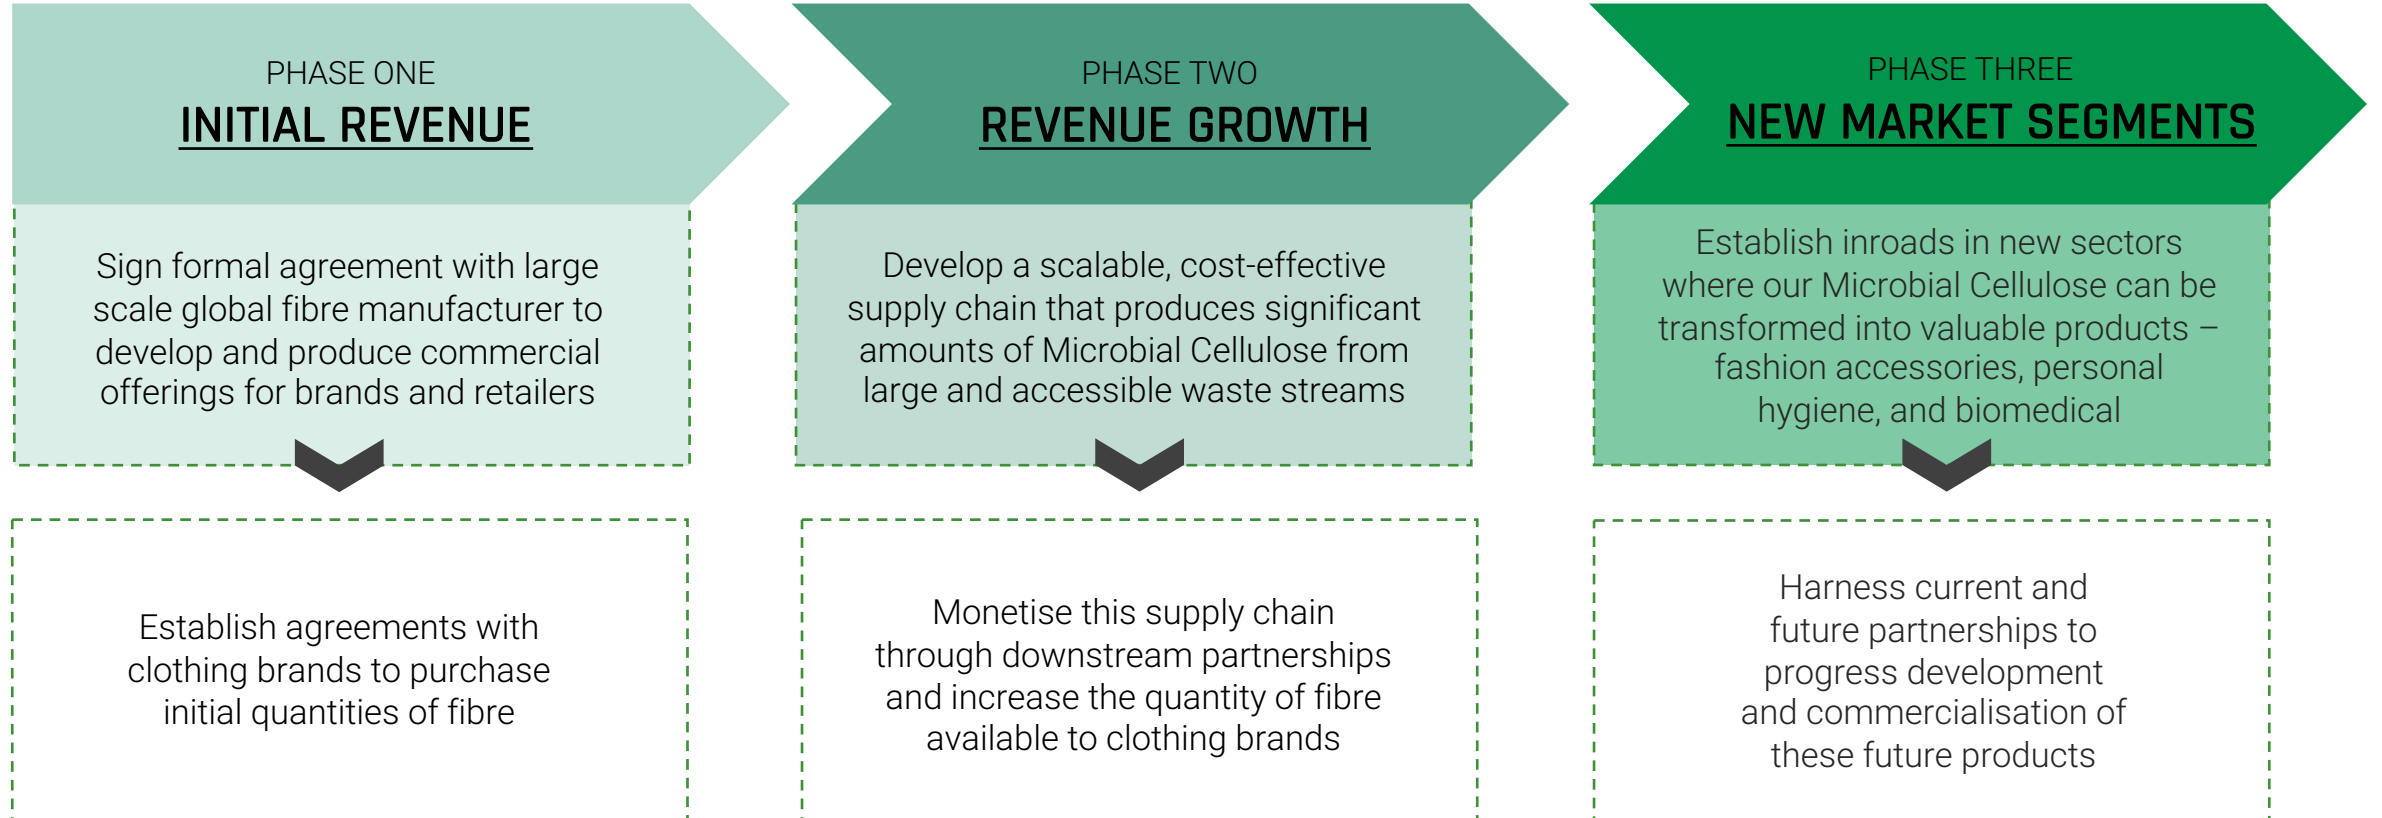 PHASE ONE
INITIAL REVENUE
Sign formal agreement with large
scale global fibre manufacturer to
develop and produce commercial
offerings for brands and retailers
Establish agreements with
clothing brands to purchase
initial quantities of fibre
PHASE TWO
REVENUE GROWTH
Develop a scalable, cost-effective
supply chain that produces significant
amounts of Microbial Cellulose from
large and accessible waste streams
Monetise this supply chain
through downstream partnerships
and increase the quantity of fibre
available to clothing brands
PHASE THREE
NEW MARKET SEGMENTS
Establish inroads in new sectors
where our Microbial Cellulose can be
transformed into valuable products –
fashion accessories, personal
hygiene, and biomedical
Harness current and
future partnerships to
progress development
and commercialisation of
these future products